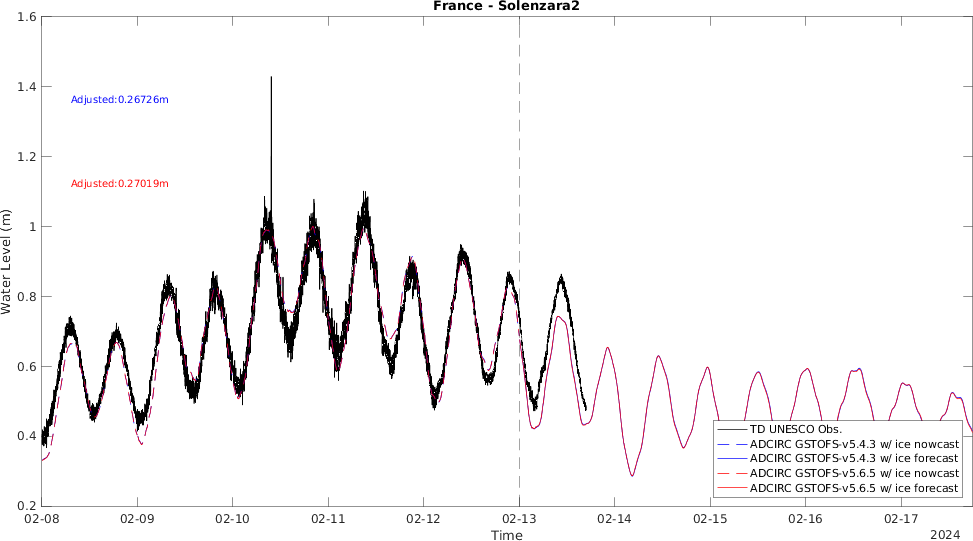 France - Solenzara2
1.6
1.4
1.2
1
0.8
0.6
0.4
0.2
Water Level (m)
Adjusted:0.26726m
Adjusted:0.27019m
TD UNESCO Obs.
ADCIRC GSTOFS-v5.4.3 w/ ice nowcast
ADCIRC GSTOFS-v5.4.3 w/ ice forecast
ADCIRC GSTOFS-v5.6.5 w/ ice nowcast
ADCIRC GSTOFS-v5.6.5 w/ ice forecast
02-08 02-09 02-10 02-11 02-12 02-13 02-14 02-15 02-16 02-17
Time
2024